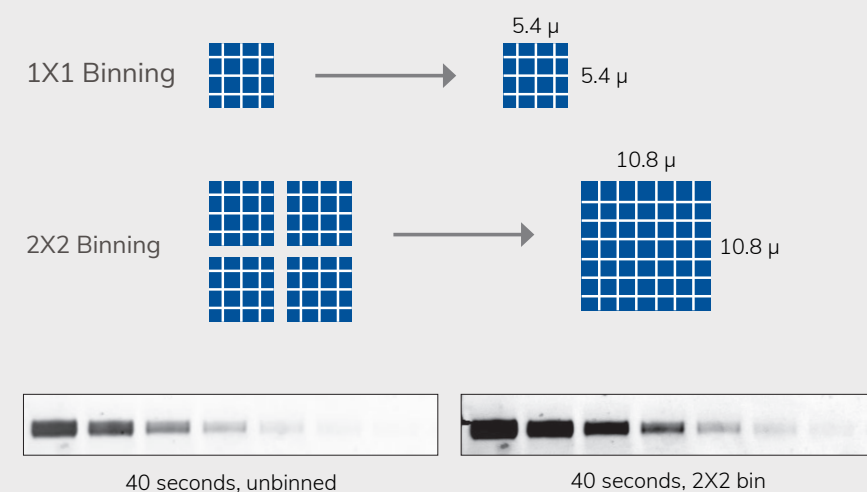 5.4 μ
1X1 Binning
5.4 μ
10.8 μ
2X2 Binning
10.8 μ
40 seconds, unbinned
40 seconds, 2X2 bin